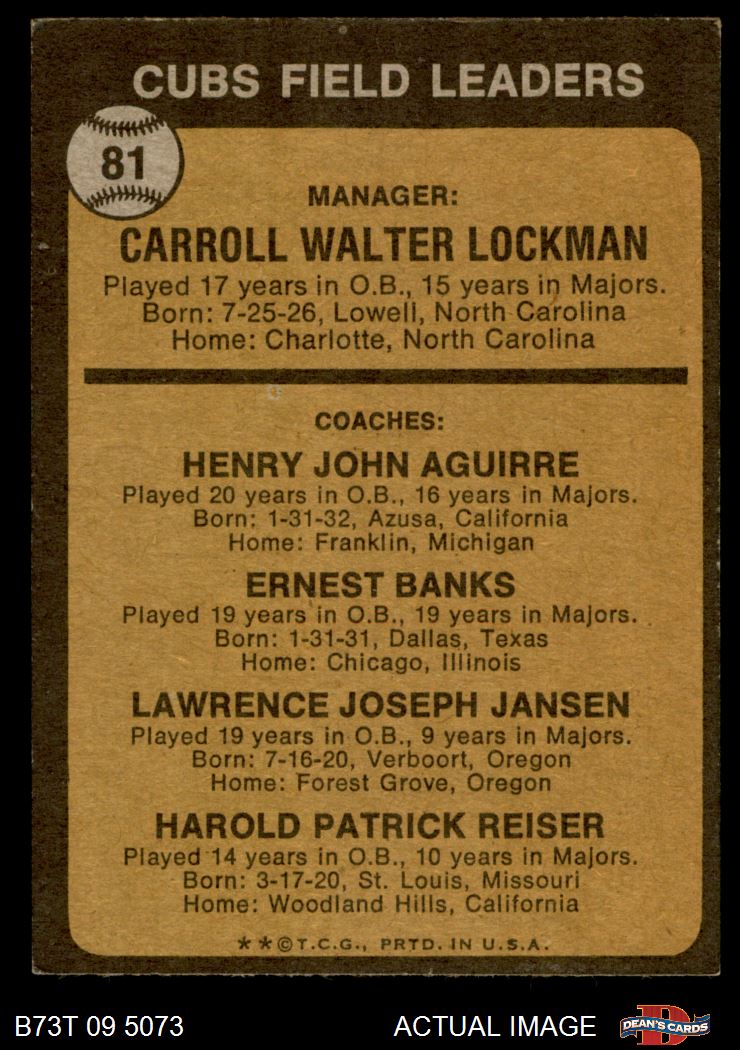 CUBS FIELD LEADERS
81
MANAGER:
CARROLL WALTER LOCKMAN
Played 17 years in O.B., 15 years in Majors.
Born: 7-25-26, Lowell, North Carolina
Home: Charlotte, North Carolina
COACHES:
HENRY JOHN AGUIRRE
Played 20 years in O.B., 16 years in Majors.
Born: 1-31-32, Azusa, California
Home: Franklin, Michigan
ERNEST BANKS
Played 19 years in O.B., 19 years in Majors.
Born: 1-31-31, Dallas, Texas
Home: Chicago, Illinois
LAWRENCE JOSEPH JANSEN
Played 19 years in O.B., 9 years in Majors.
Born: 7-16-20, Verboort, Oregon
Home: Forest Grove, Oregon
HAROLD PATRICK REISER
Played 14 years in O.B., 10 years in Majors.
Born: 3-17-20, St. Louis, Missouri
Home: Woodland Hills, California
**©T.C.G., PRTD. IN U.S.A.
B73T 09 5073
ACTUAL IMAGE
D
DEAN'S CARDS